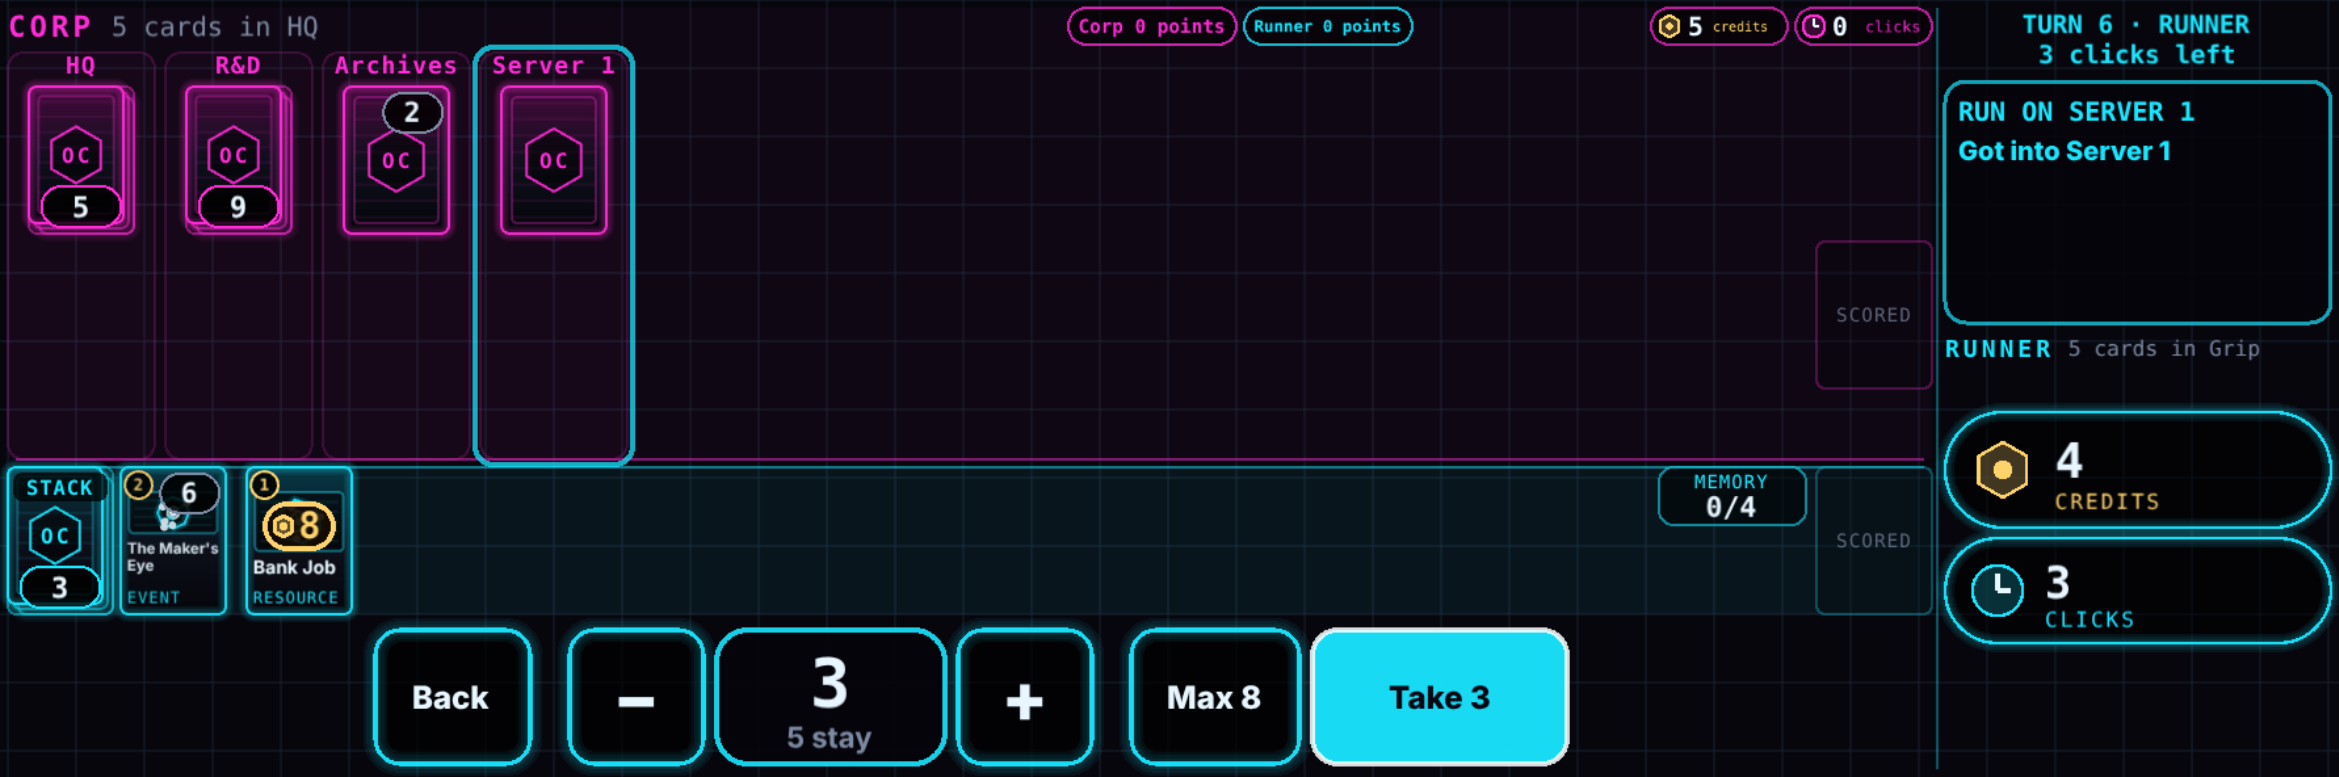 CORP 5 cards in HQ
Corp 0 points
Runner 0 points
5 credits
0 clicks
TURN 6 · RUNNER
3 clicks left
HQ
R&D
Archives
Server 1
OC
5
OC
9
2
OC
OC
RUN ON SERVER 1
Got into Server 1
SCORED
RUNNER 5 cards in Grip
4
CREDITS
3
CLICKS
STACK
OC
3
2
6
The Maker's
Eye
EVENT
1
8
Bank Job
RESOURCE
MEMORY
0/4
SCORED
Back
−
3
5 stay
+
Max 8
Take 3